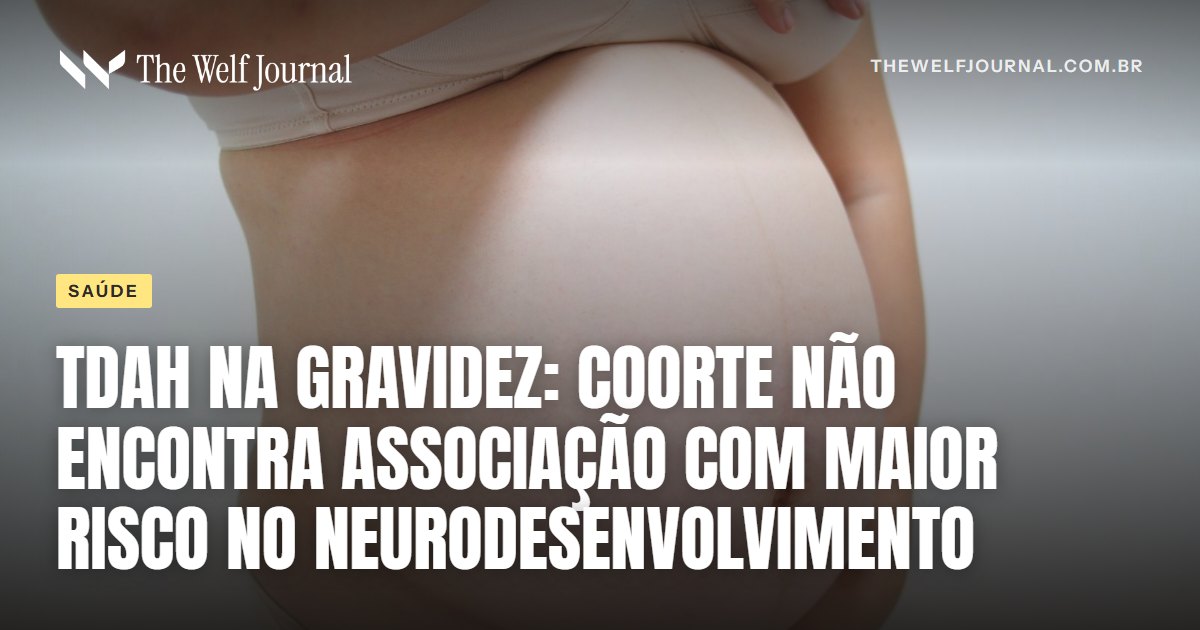 The Welf Journal
THEWELFJOURNAL.COM.BR
SAÚDE
TDAH NA GRAVIDEZ: COORTE NÃO
ENCONTRA ASSOCIAÇÃO COM MAIOR
RISCO NO NEURODESENVOLVIMENTO